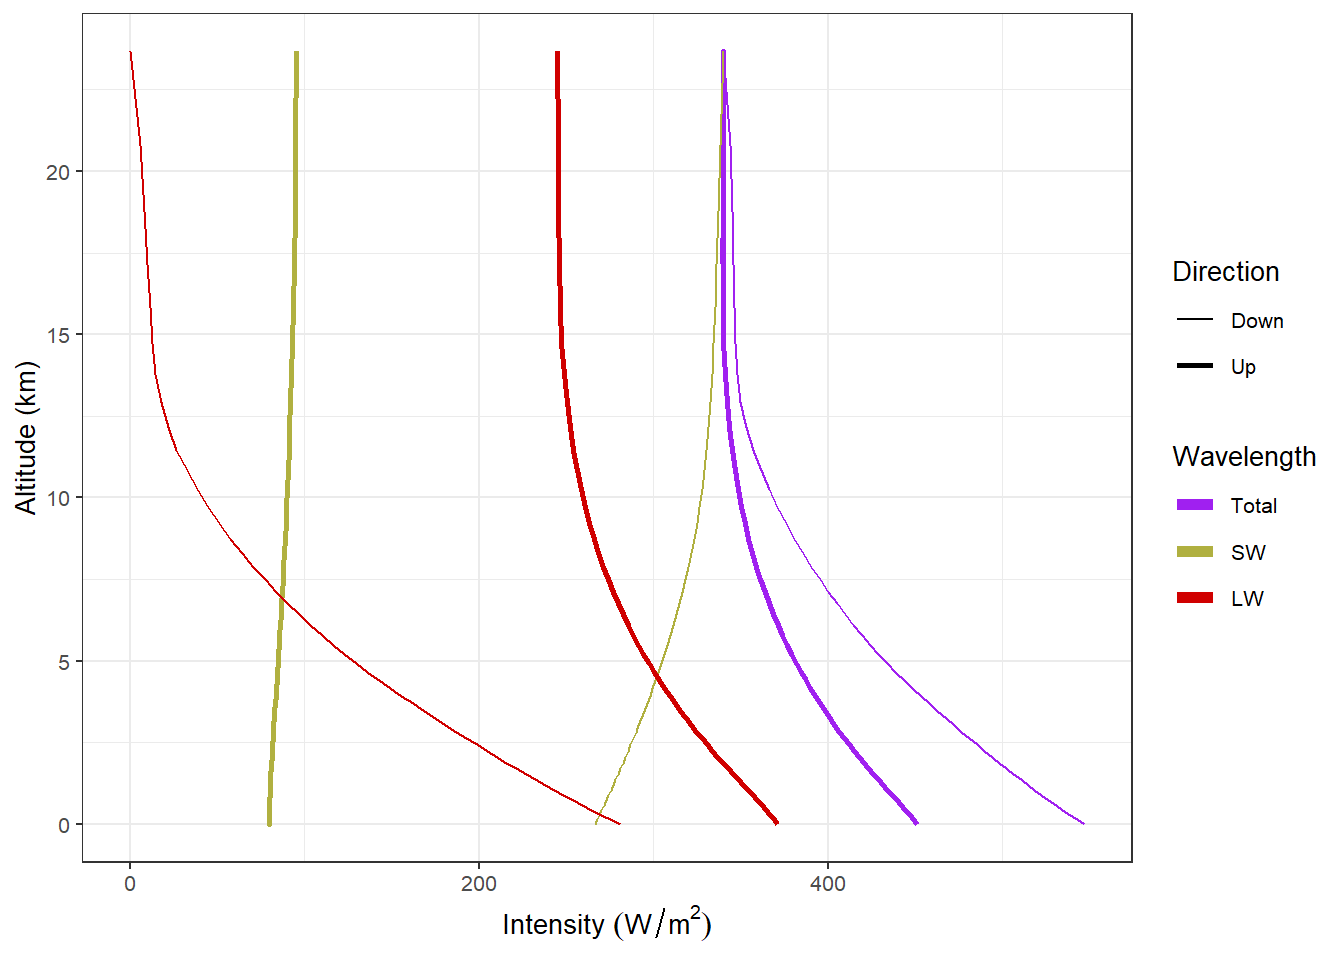 20
15
10
5
0
0
200
400
Altitude (km)
Intensity (W/m²)
Direction
Down
Up
Wavelength
Total
SW
LW